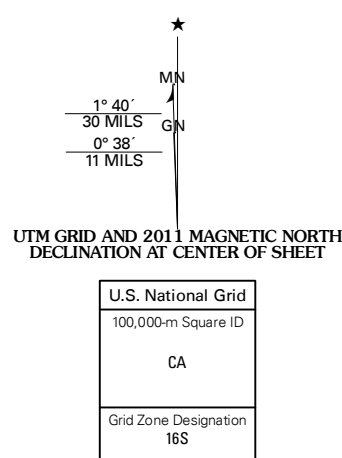 ★
MN
1° 40´
30 MILS
GN
0° 38´
11 MILS
UTM GRID AND 2011 MAGNETIC NORTH
DECLINATION AT CENTER OF SHEET
U.S. National Grid
100,000-m Square ID
CA
Grid Zone Designation
16S